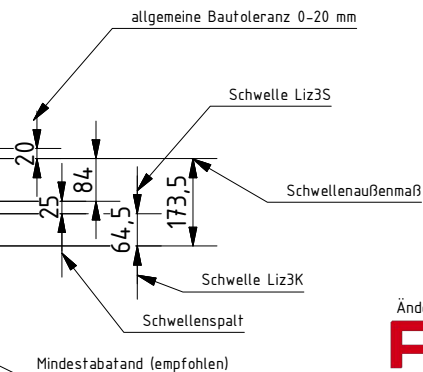 allgemeine Bautoleranz 0-20 mm
Schwelle Liz3S
20
84
25
64,5
173,5
Schwellenaußenmaß
Schwelle Liz3K
Schwellenspalt
Mindestabatand (empfohlen)